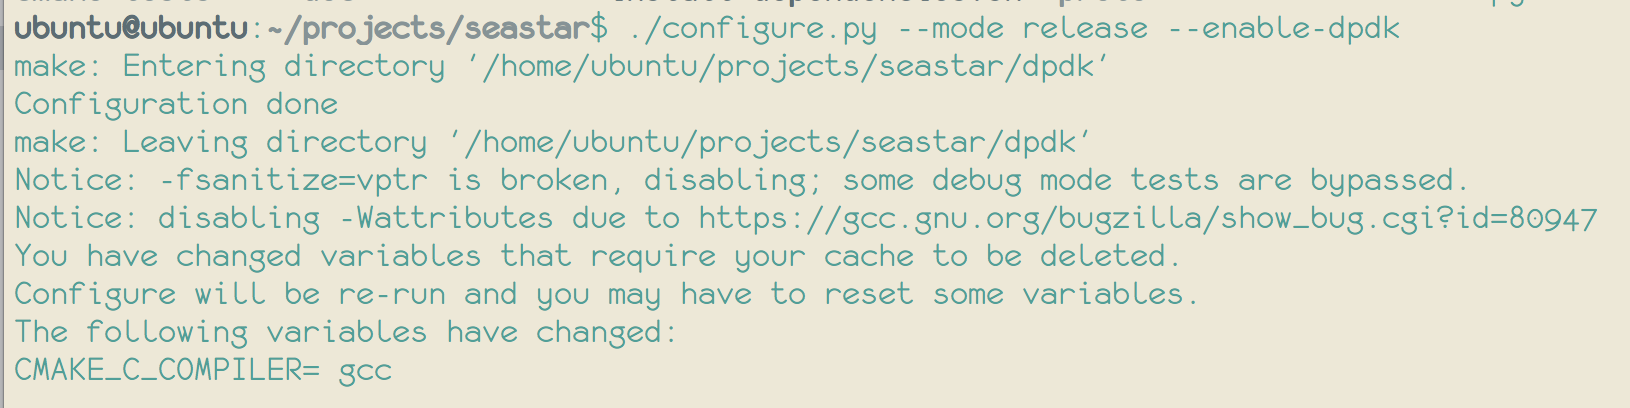 ubuntu@ubuntu:~/projects/seastar$ ./configure.py --mode release --enable-dpdk
make: Entering directory '/home/ubuntu/projects/seastar/dpdk'
Configuration done
make: Leaving directory '/home/ubuntu/projects/seastar/dpdk'
Notice: -fsanitize=vptr is broken, disabling; some debug mode tests are bypassed.
Notice: disabling -Wattributes due to https://gcc.gnu.org/bugzilla/show_bug.cgi?id=80947
You have changed variables that require your cache to be deleted.
Configure will be re-run and you may have to reset some variables.
The following variables have changed:
CMAKE_C_COMPILER= gcc